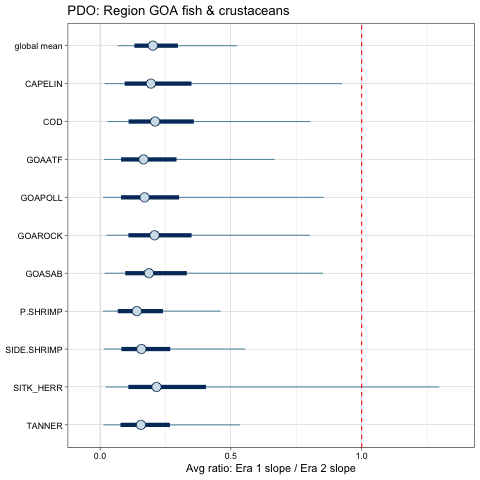 PDO: Region GOA fish & crustaceans
global mean
CAPELIN
COD
GOAATF
GOAPOLL
GOAROCK
GOASAB
P.SHRIMP
SIDE.SHRIMP
SITK_HERR
TANNER
0.0 0.5 1.0
Avg ratio: Era 1 slope / Era 2 slope